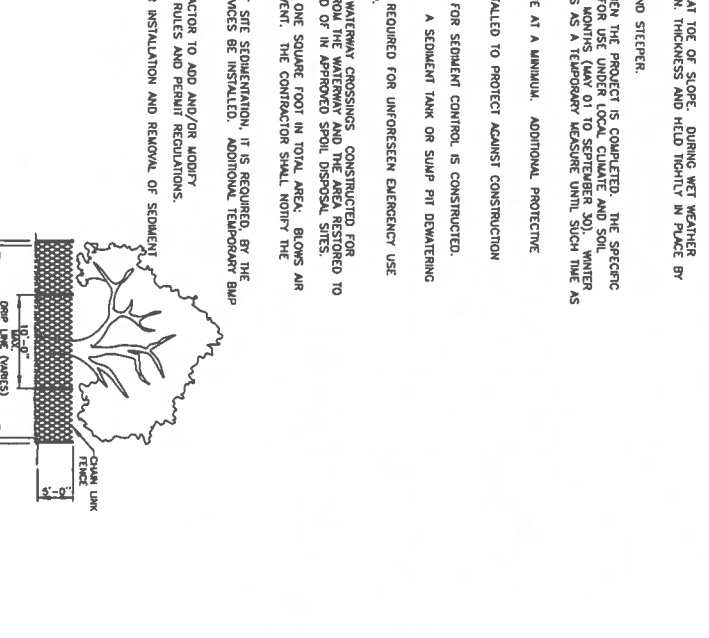 AT TOE OF SLOPE. DURING WET WEATHER
N. THICKNESS AND HELD TIGHTLY IN PLACE BY
ND STEEPER.
EN THE PROJECT IS COMPLETED. THE SPECIFIC
FOR USE UNDER LOCAL CLIMATE AND SOIL
MONTHS (MAY 01 TO SEPTEMBER 30). WINTER
S AS A TEMPORARY MEASURE UNTIL SUCH TIME AS
E AT A MINIMUM. ADDITIONAL PROTECTIVE
TALLED TO PROTECT AGAINST CONSTRUCTION
FOR SEDIMENT CONTROL IS CONSTRUCTED.
A SEDIMENT TANK OR SUMP PIT DEWATERING
REQUIRED FOR UNFORESEEN EMERGENCY USE
WATERWAY CROSSINGS CONSTRUCTED FOR
ROM THE WATERWAY AND THE AREA RESTORED TO
D OF IN APPROVED SPOIL DISPOSAL SITES.
ONE SQUARE FOOT IN TOTAL AREA; BLOWS AIR
VENT. THE CONTRACTOR SHALL NOTIFY THE
SITE SEDIMENTATION, IT IS REQUIRED, BY THE
VICES BE INSTALLED. ADDITIONAL TEMPORARY BMP
ACTOR TO ADD AND/OR MODIFY
RULES AND PERMIT REGULATIONS.
INSTALLATION AND REMOVAL OF SEDIMENT
CHAIN LINK
FENCE
5'-0"
10'-0"
MAX.
DRIP LINE (VARIES)